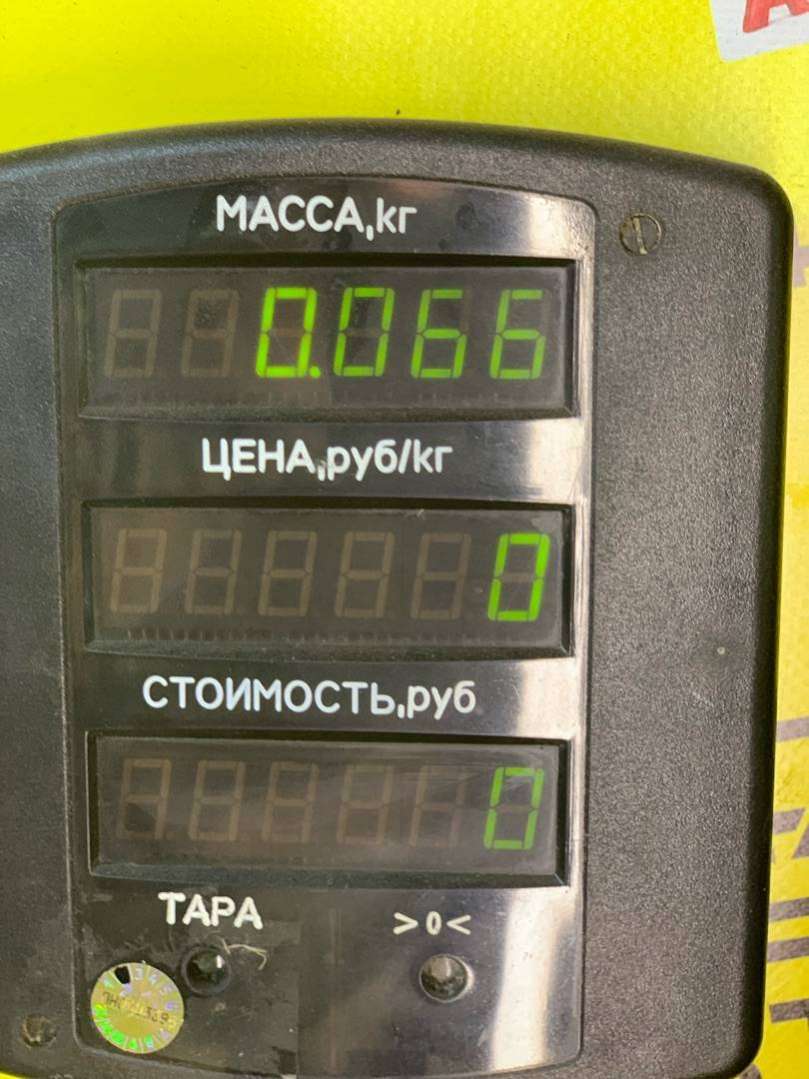 МАССА,кг
0.066
ЦЕНА,руб/кг
0
СТОИМОСТЬ,руб
0
ТАРА >0<